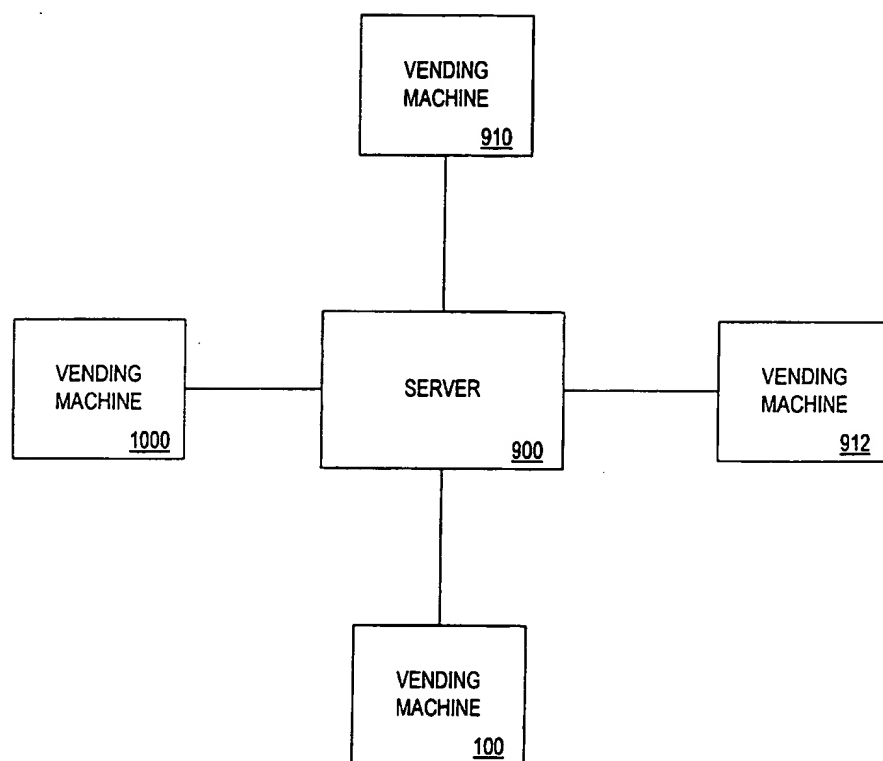 VENDING
MACHINE
910
VENDING
MACHINE
1000
SERVER
900
VENDING
MACHINE
912
VENDING
MACHINE
100